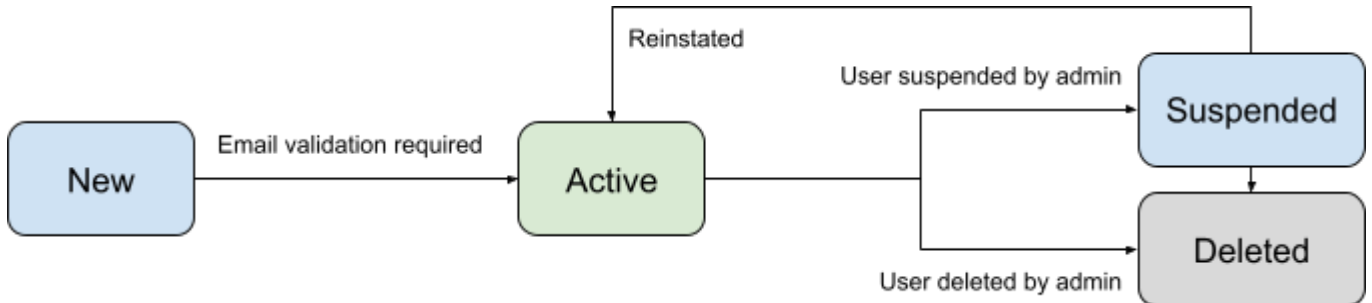 Reinstated
User suspended by admin
Suspended
Email validation required
New
Active
Deleted
User deleted by admin